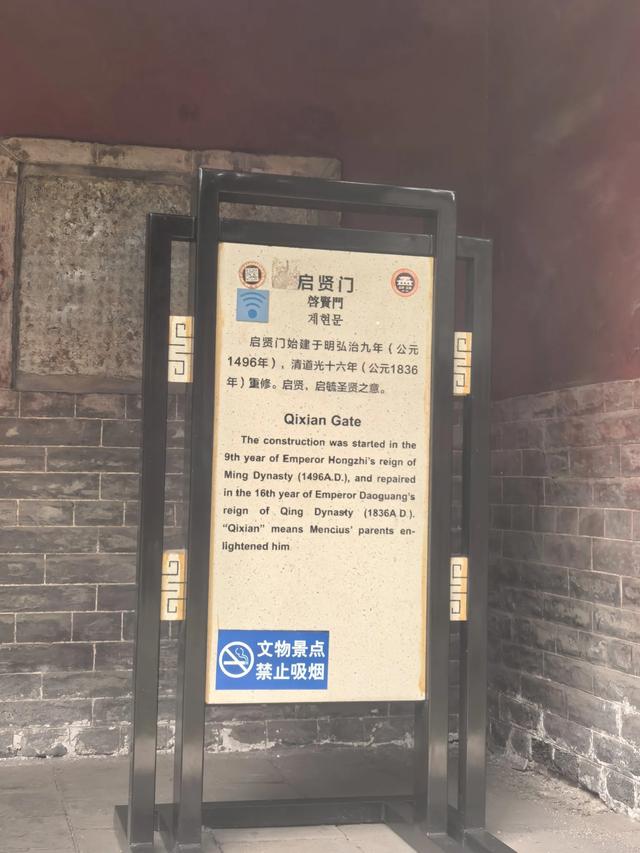 启贤门
啓賢門
계현문
启贤门始建于明弘治九年(公元
1496年),清道光十六年(公元1836
年)重修。启贤、启毓圣贤之意。
Qixian Gate
The construction was started in the
9th year of Emperor Hongzhi's reign of
Ming Dynasty (1496A.D.), and repaired
in the 16th year of Emperor Daoguang's
reign of Qing Dynasty (1836A D.).
"Qixian" means Mencius' parents en-
lightened him
文物景点
禁止吸烟